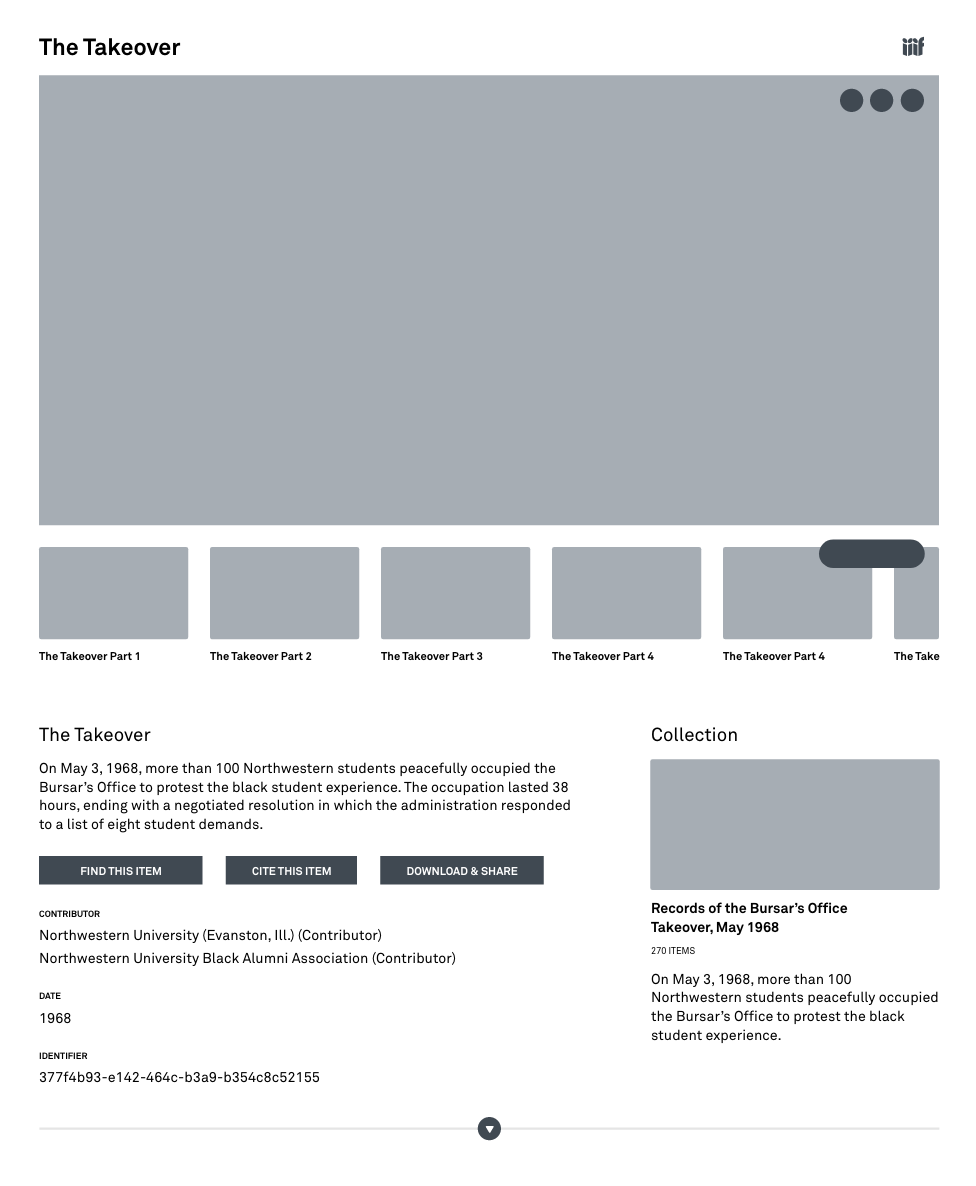 The Takeover
iiif
The Takeover Part 1
The Takeover Part 2
The Takeover Part 3
The Takeover Part 4
The Takeover Part 4
The Take
The Takeover
On May 3, 1968, more than 100 Northwestern students peacefully occupied the
Bursar’s Office to protest the black student experience. The occupation lasted 38
hours, ending with a negotiated resolution in which the administration responded
to a list of eight student demands.
FIND THIS ITEM
CITE THIS ITEM
DOWNLOAD & SHARE
CONTRIBUTOR
Northwestern University (Evanston, Ill.) (Contributor)
Northwestern University Black Alumni Association (Contributor)
DATE
1968
IDENTIFIER
377f4b93-e142-464c-b3a9-b354c8c52155
Collection
Records of the Bursar’s Office
Takeover, May 1968
270 ITEMS
On May 3, 1968, more than 100
Northwestern students peacefully occupied
the Bursar’s Office to protest the black
student experience.